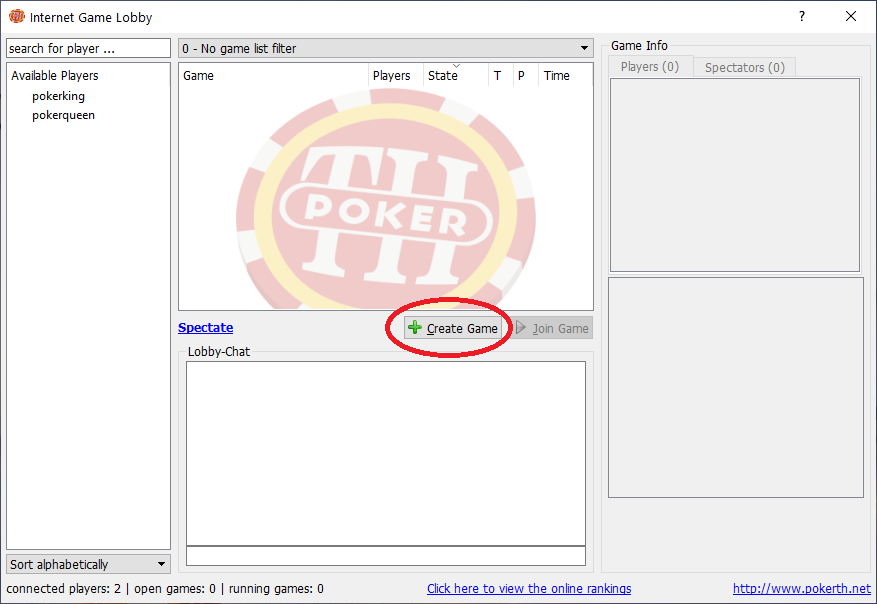 Internet Game Lobby
?
search for player ...
Available Players
pokerking
pokerqueen
Sort alphabetically
0 - No game list filter
Game Players State T P Time
TH
POKER
TH
Spectate
Create Game
Join Game
Lobby-Chat
Game Info
Players (0) Spectators (0)
connected players: 2 | open games: 0 | running games: 0
Click here to view the online rankings
http://www.pokerth.net